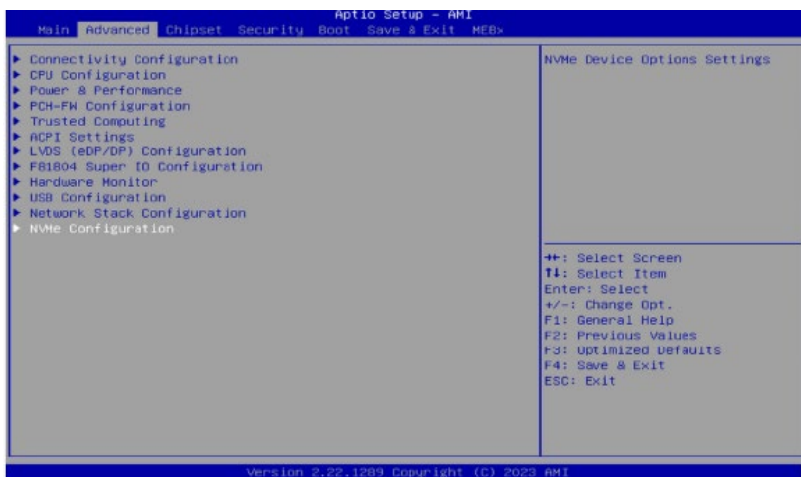 Aptio Setup – AMI
Main Advanced Chipset Security Boot Save & Exit MEBx
▶ Connectivity Configuration
▶ CPU Configuration
▶ Power & Performance
▶ PCH-FW Configuration
▶ Trusted Computing
▶ ACPI Settings
▶ LVDS (eDP/DP) Configuration
▶ F81804 Super IO Configuration
▶ Hardware Monitor
▶ USB Configuration
▶ Network Stack Configuration
▶ NVMe Configuration
NVMe Device Options Settings
→←: Select Screen
↑↓: Select Item
Enter: Select
+/-: Change Opt.
F1: General Help
F2: Previous Values
F3: Optimized Defaults
F4: Save & Exit
ESC: Exit
Version 2.22.1289 Copyright (C) 2023 AMI